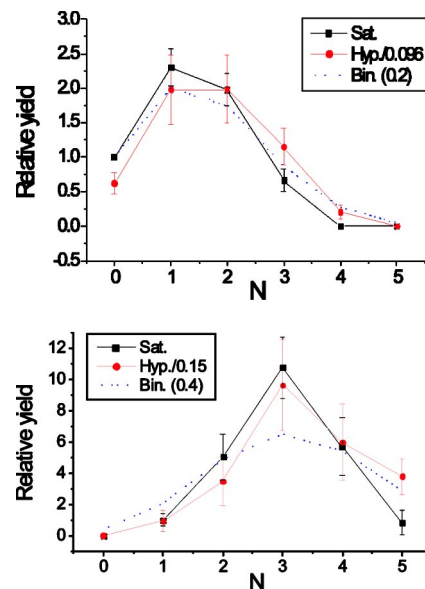 Relative yield
3.0
2.5
2.0
1.5
1.0
0.5
0.0
-0.5
Sat.
Hyp./0.096
Bin. (0.2)
0 1 2 3 4 5
N
Relative yield
12
10
8
6
4
2
0
Sat.
Hyp./0.15
Bin. (0.4)
0 1 2 3 4 5
N